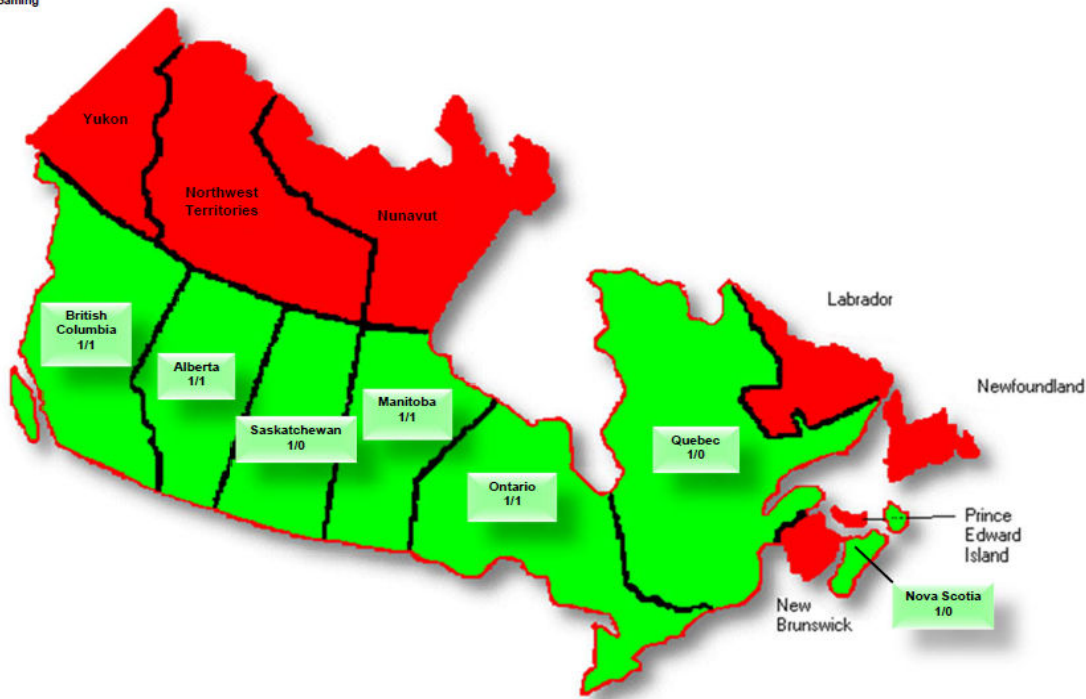 Gaming
Yukon
Northwest
Territories
Nunavut
British
Columbia
1/1
Alberta
1/1
Saskatchewan
1/0
Manitoba
1/1
Ontario
1/1
Quebec
1/0
Labrador
Newfoundland
Prince
Edward
Island
New
Brunswick
Nova Scotia
1/0